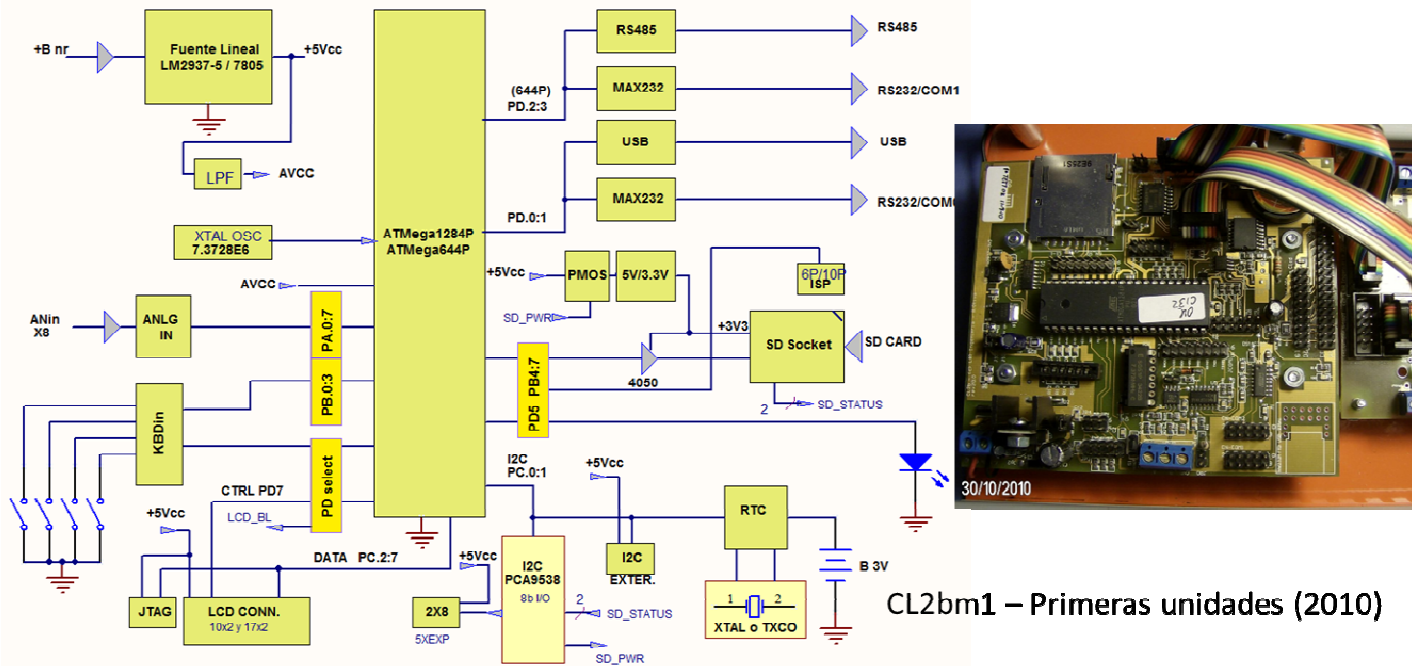 +B nr
Fuente Lineal
LM2937-5 / 7805
+5Vcc
LPF
AVCC
XTAL OSC
7.3728E6
AVCC
ANin
X8
ANLG
IN
PA.0:7
PB.0:3
KBDin
PD select
CTRL PD7
LCD_BL
+5Vcc
DATA PC.2:7
JTAG
LCD CONN.
10x2 y 17x2
ATMega1284P
ATMega644P
(644P)
PD.2:3
PD.0:1
RS485
RS485
MAX232
RS232/COM1
USB
USB
MAX232
+5Vcc
PMOS
5V/3.3V
SD_PWR
6P/10P
ISP
+3V3
SD Socket
SD CARD
4050
PD5 PB4:7
2
SD_STATUS
I2C
PC.0:1
+5Vcc
I2C
EXTER.
RTC
B 3V
1
2
XTAL o TXCO
+5Vcc
2X8
5XEXP
I2C
PCA9538
8b I/O
2
SD_STATUS
SD_PWR
9E25S1
30/10/2010
CL2bm1 – Primeras unidades (2010)